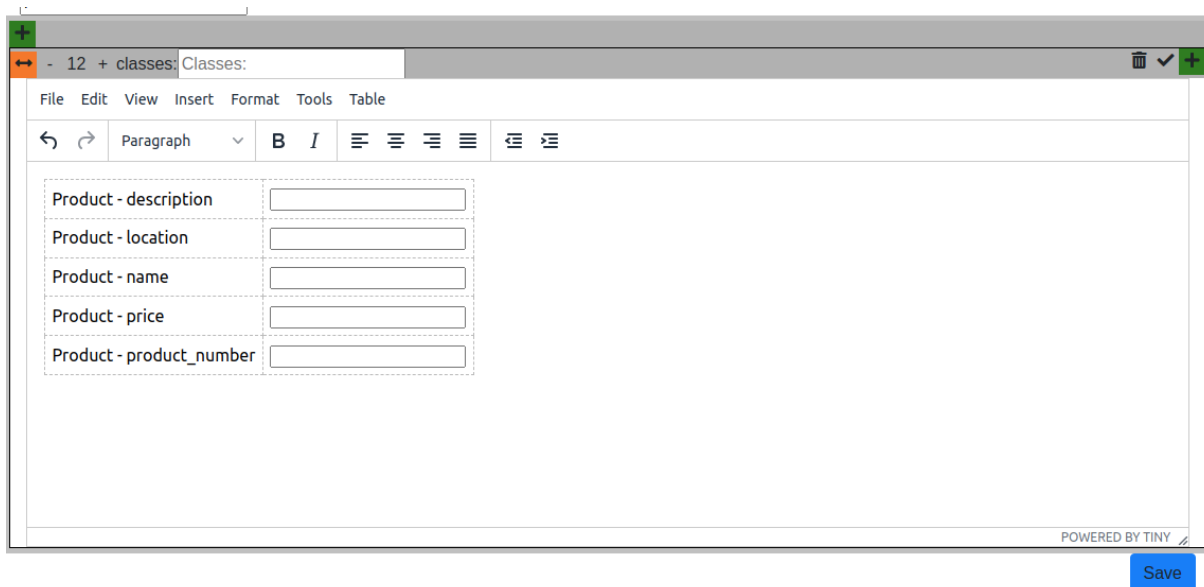 - 12 + classes: Classes:
File Edit View Insert Format Tools Table
Paragraph B I
Product - description
Product - location
Product - name
Product - price
Product - product_number
POWERED BY TINY
Save